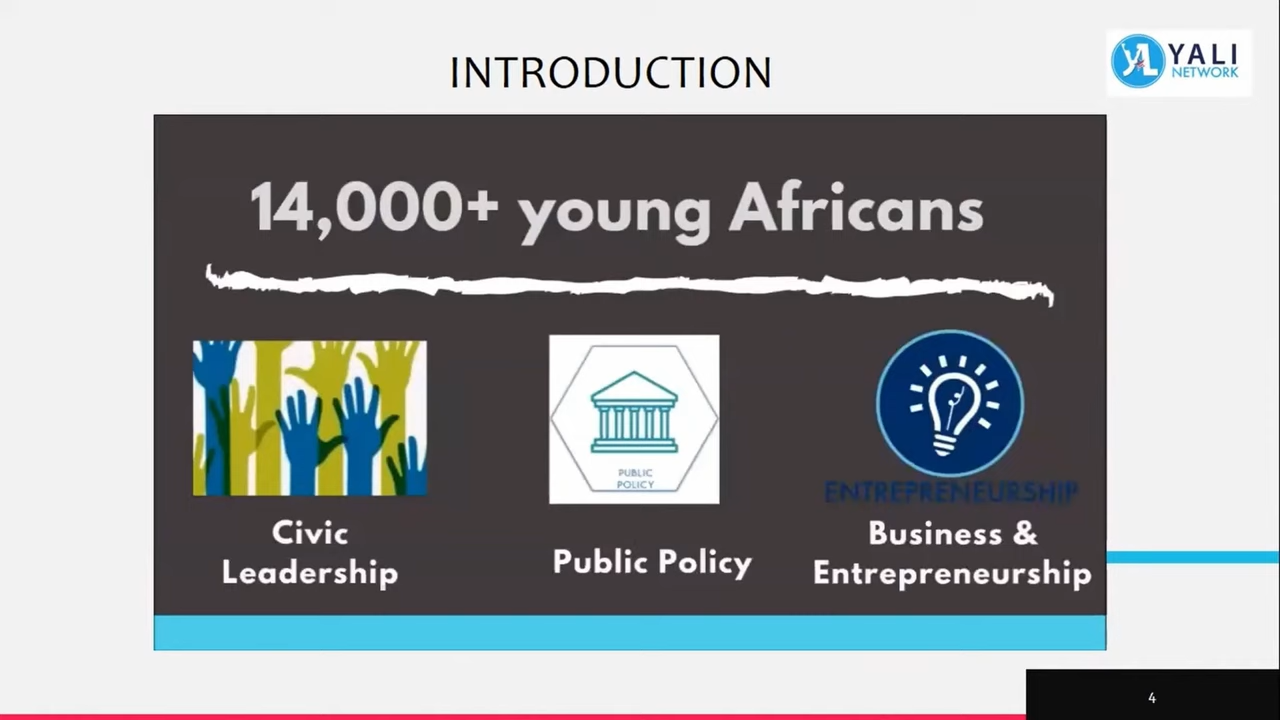 INTRODUCTION
YALI
NETWORK
14,000+ young Africans
PUBLIC
POLICY
ENTREPRENEURSHIP
Civic
Leadership
Public Policy
Business &
Entrepreneurship
4